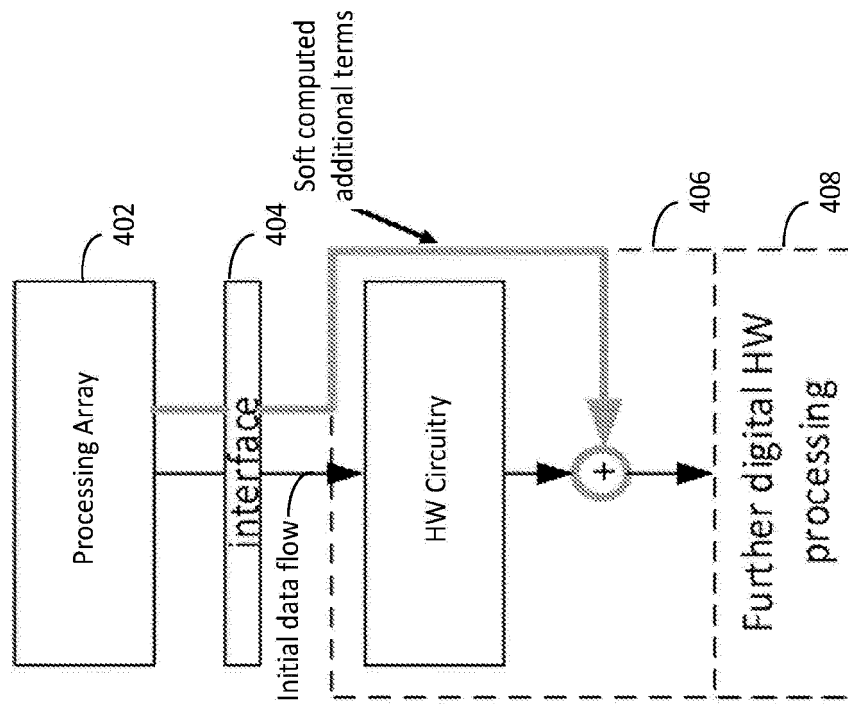 Processing Array
402
interface
404
Initial data flow
Soft computed
additional terms
HW Circuitry
+
406
Further digital HW
processing
408